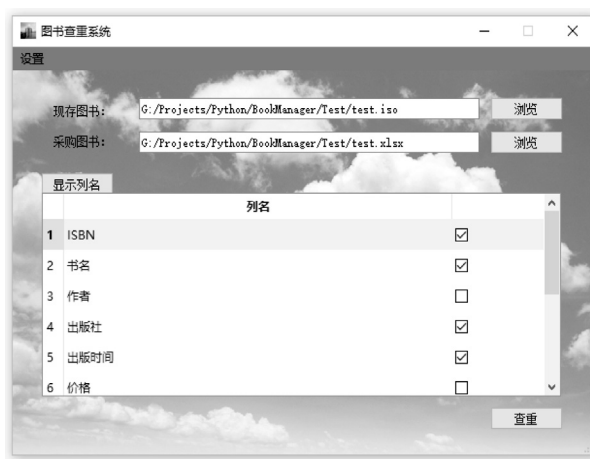 图书查重系统
设置
现存图书： G:/Projects/Python/BookManager/Test/test.iso 浏览
采购图书： G:/Projects/Python/BookManager/Test/test.xlsx 浏览
显示列名
列名
1 ISBN
2 书名
3 作者
4 出版社
5 出版时间
6 价格
查重